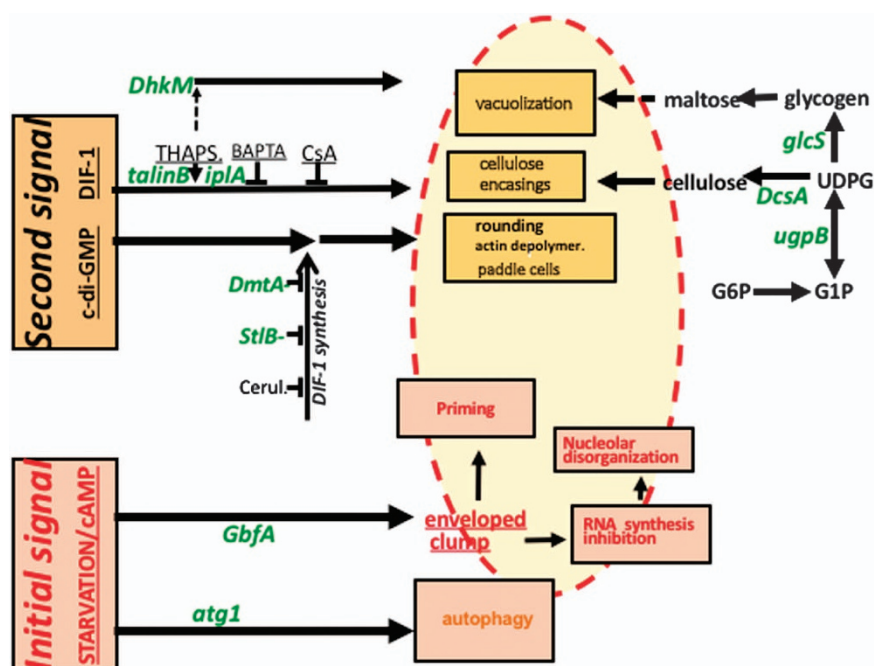 DhkM
vacuolization
maltose
glycogen
glcS
THAPS.
BAPTA
CsA
talinB
iplA
cellulose
encasings
cellulose
UDPG
DcsA
ugpB
Second signal
DIF-1
c-di-GMP
rounding
actin depolymer.
paddle cells
G6P
G1P
DmtA-
StlB-
Cerul.
DIF-1 synthesis
Priming
Nucleolar
disorganization
Initial signal
STARVATION/cAMP
GbfA
enveloped
clump
RNA synthesis
inhibition
atg1
autophagy